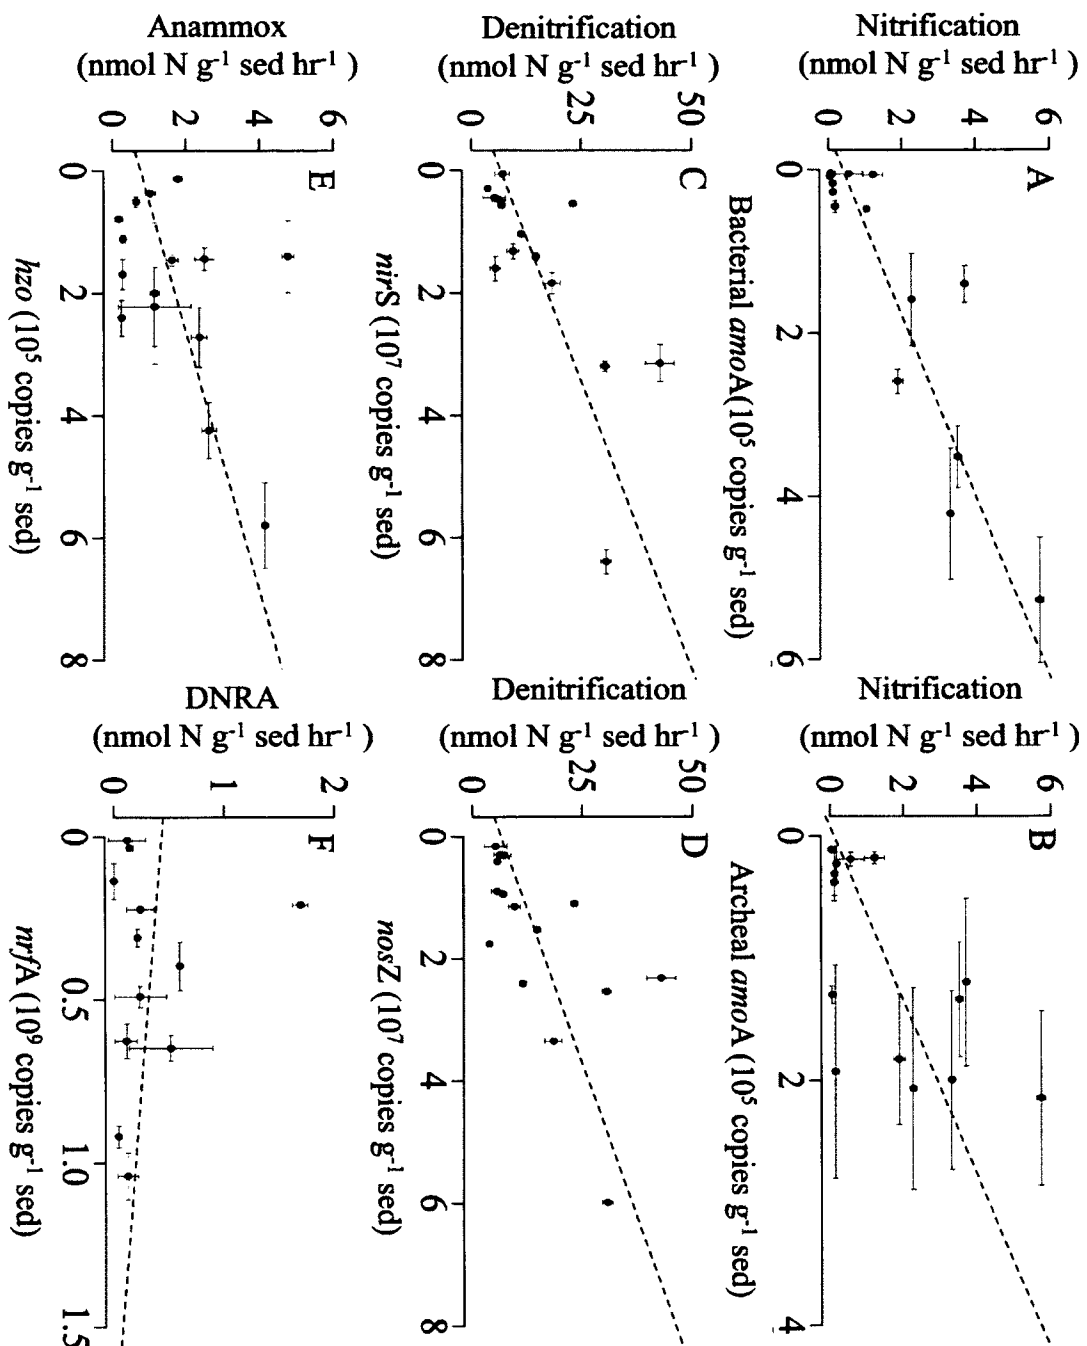 A
Nitrification
(nmol N g⁻¹ sed hr⁻¹ )
0
2
4
6
0
2
4
6
Bacterial amoA(10⁵ copies g⁻¹ sed)
B
Nitrification
(nmol N g⁻¹ sed hr⁻¹ )
0
2
4
6
0
2
4
Archeal amoA (10⁵ copies g⁻¹ sed)
C
Denitrification
(nmol N g⁻¹ sed hr⁻¹ )
0
25
50
0
2
4
6
8
nirS (10⁷ copies g⁻¹ sed)
D
Denitrification
(nmol N g⁻¹ sed hr⁻¹ )
0
25
50
0
2
4
6
8
nosZ (10⁷ copies g⁻¹ sed)
E
Anammox
(nmol N g⁻¹ sed hr⁻¹ )
0
2
4
6
0
2
4
6
8
hzo (10⁵ copies g⁻¹ sed)
F
DNRA
(nmol N g⁻¹ sed hr⁻¹ )
0
1
2
0
0.5
1.0
1.5
nrfA (10⁹ copies g⁻¹ sed)